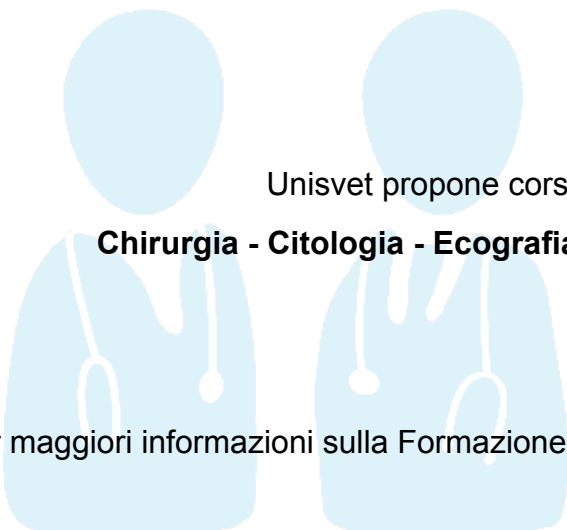 Unisvet propone cors
Chirurgia - Citologia - Ecografia
maggiori informazioni sulla Formazione